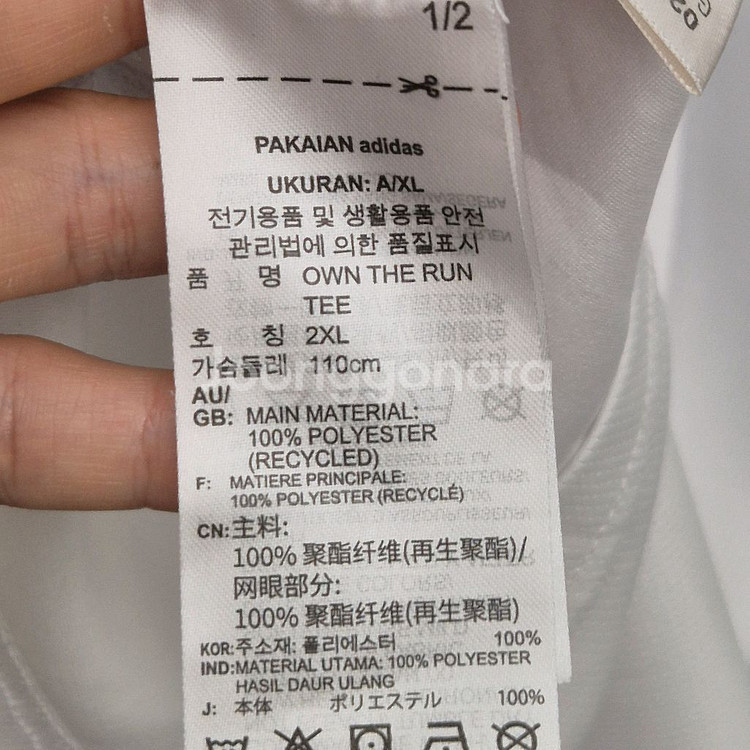 1/2
PAKAIAN adidas
UKURAN: A/XL
전기용품 및 생활용품 안전
관리법에 의한 품질표시
품 명 OWN THE RUN
TEE
호 칭 2XL
가슴둘레 110cm
AU/
GB: MAIN MATERIAL:
100% POLYESTER
(RECYCLED)
F: MATIERE PRINCIPALE:
100% POLYESTER (RECYCLÉ)
CN:主料:
100% 聚酯纤维(再生聚酯)/
网眼部分:
100% 聚酯纤维(再生聚酯)
KOR:주소재: 폴리에스터 100%
IND:MATERIAL UTAMA: 100% POLYESTER
HASIL DAUR ULANG
J: 本体 ポリエステル 100%